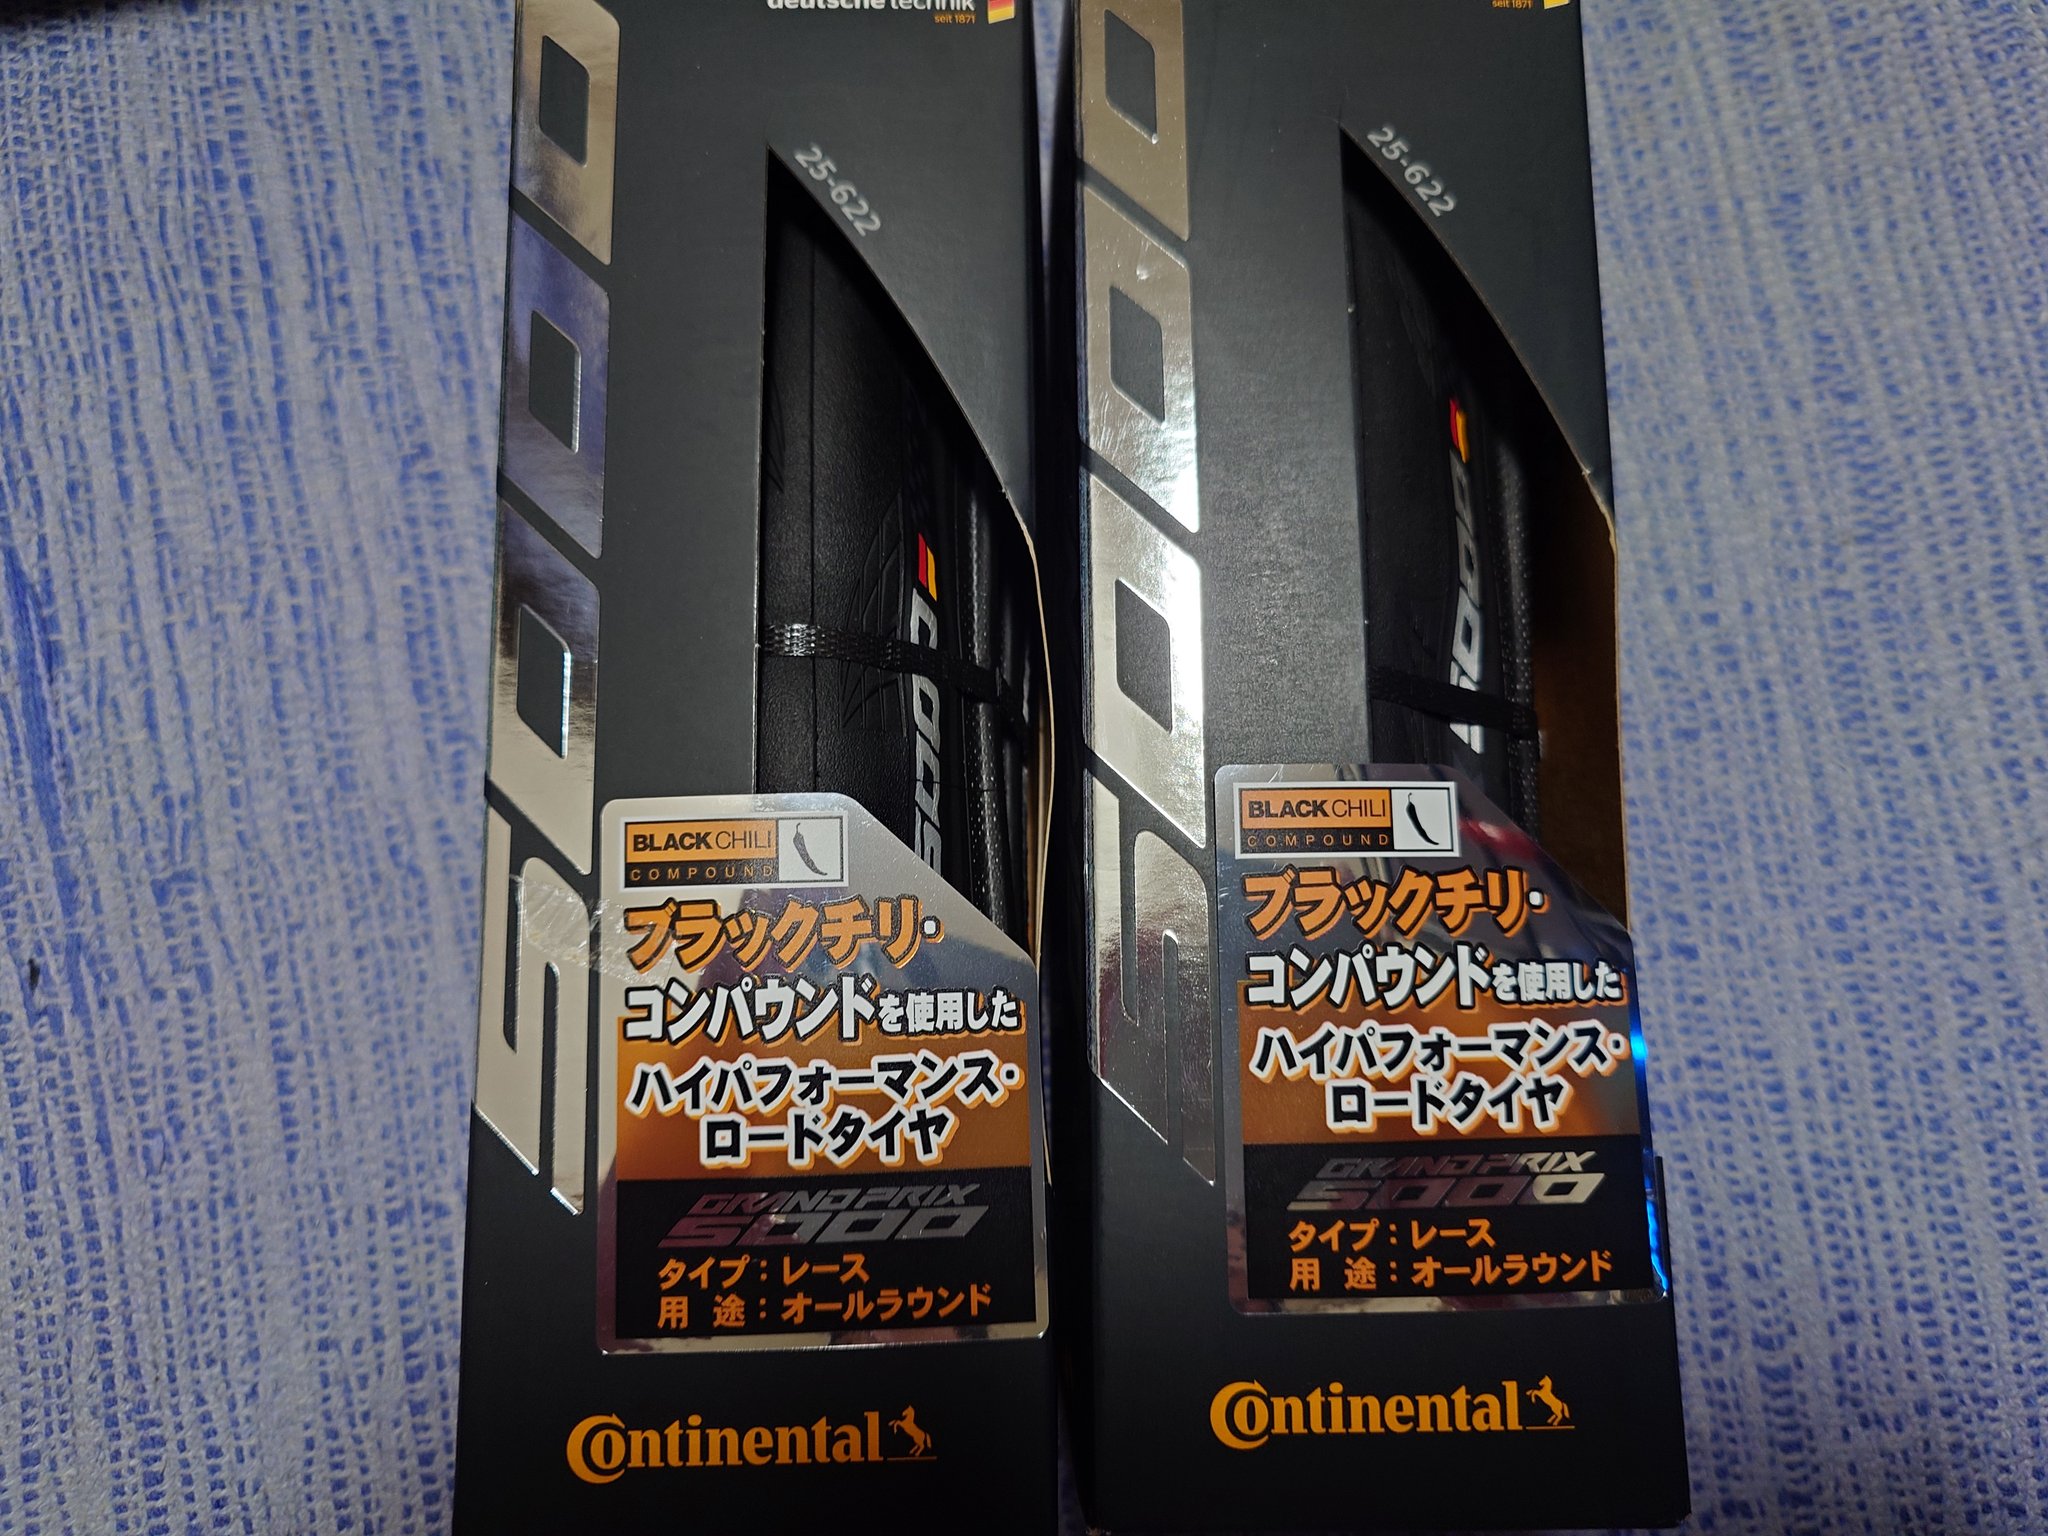 deutsche technik
seit 1871
25-622
5000
5000
BLACK CHILI
COMPOUND
ブラックチリ・
コンパウンドを使用した
ハイパフォーマンス・
ロードタイヤ
GRAND PRIX
5000
タイプ：レース
用　途：オールラウンド
Continental
seit 1871
25-622
5000
5000
BLACK CHILI
COMPOUND
ブラックチリ・
コンパウンドを使用した
ハイパフォーマンス・
ロードタイヤ
GRAND PRIX
5000
タイプ：レース
用　途：オールラウンド
Continental